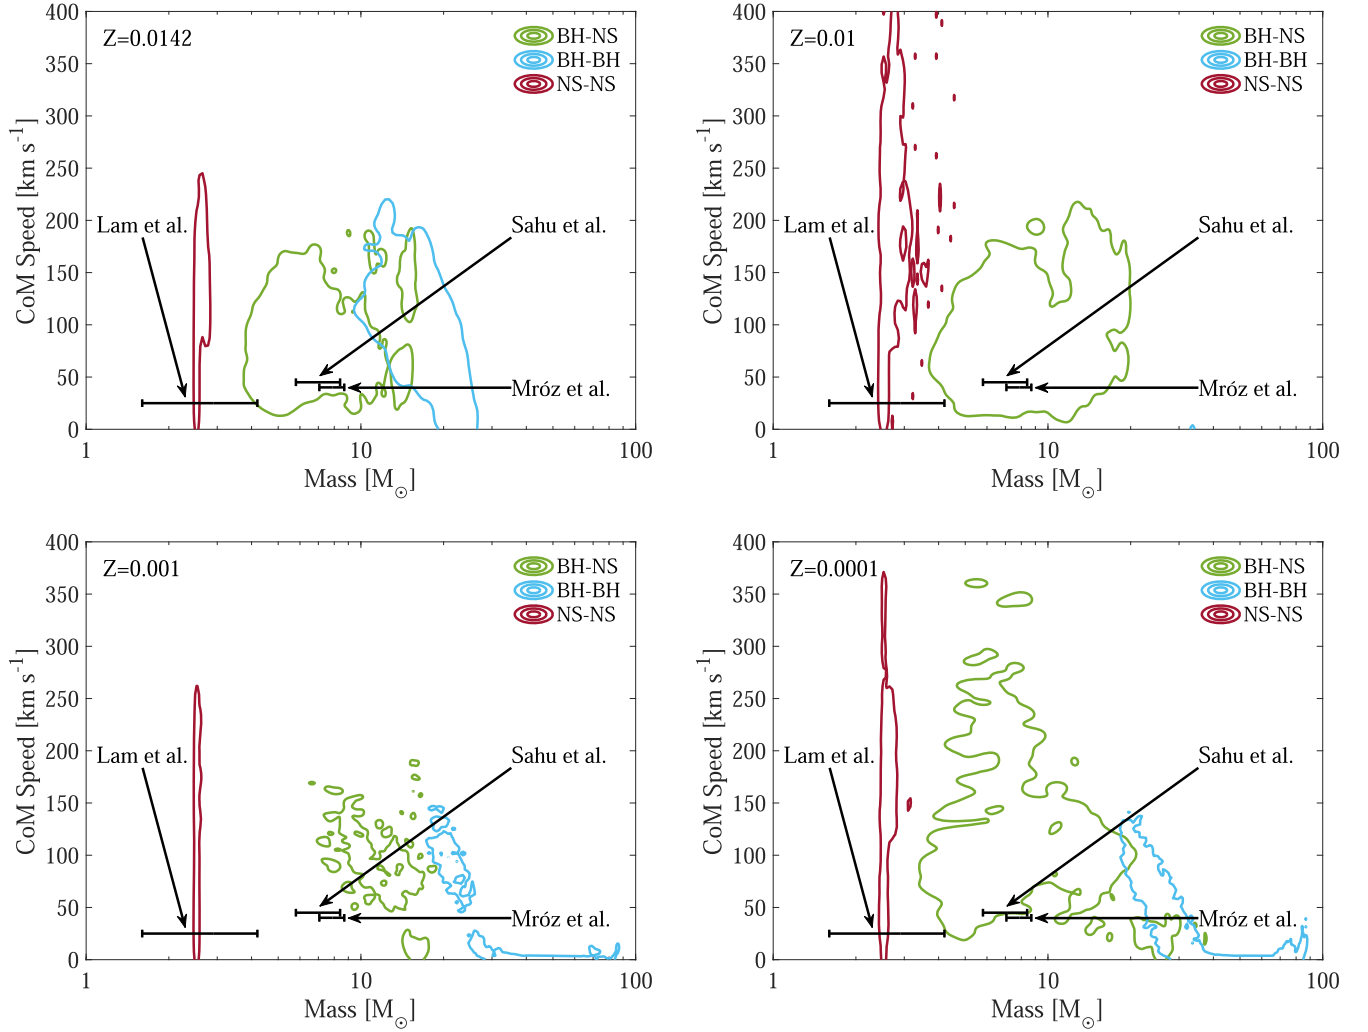 Z=0.0142
BH-NS
BH-BH
NS-NS
Lam et al.
Sahu et al.
Mróz et al.
CoM Speed [km s⁻¹]
400
350
300
250
200
150
100
50
0
1
10
100
Mass [M☉]
Z=0.01
BH-NS
BH-BH
NS-NS
Lam et al.
Sahu et al.
Mróz et al.
CoM Speed [km s⁻¹]
400
350
300
250
200
150
100
50
0
1
10
100
Mass [M☉]
Z=0.001
BH-NS
BH-BH
NS-NS
Lam et al.
Sahu et al.
Mróz et al.
CoM Speed [km s⁻¹]
400
350
300
250
200
150
100
50
0
1
10
100
Mass [M☉]
Z=0.0001
BH-NS
BH-BH
NS-NS
Lam et al.
Sahu et al.
Mróz et al.
CoM Speed [km s⁻¹]
400
350
300
250
200
150
100
50
0
1
10
100
Mass [M☉]